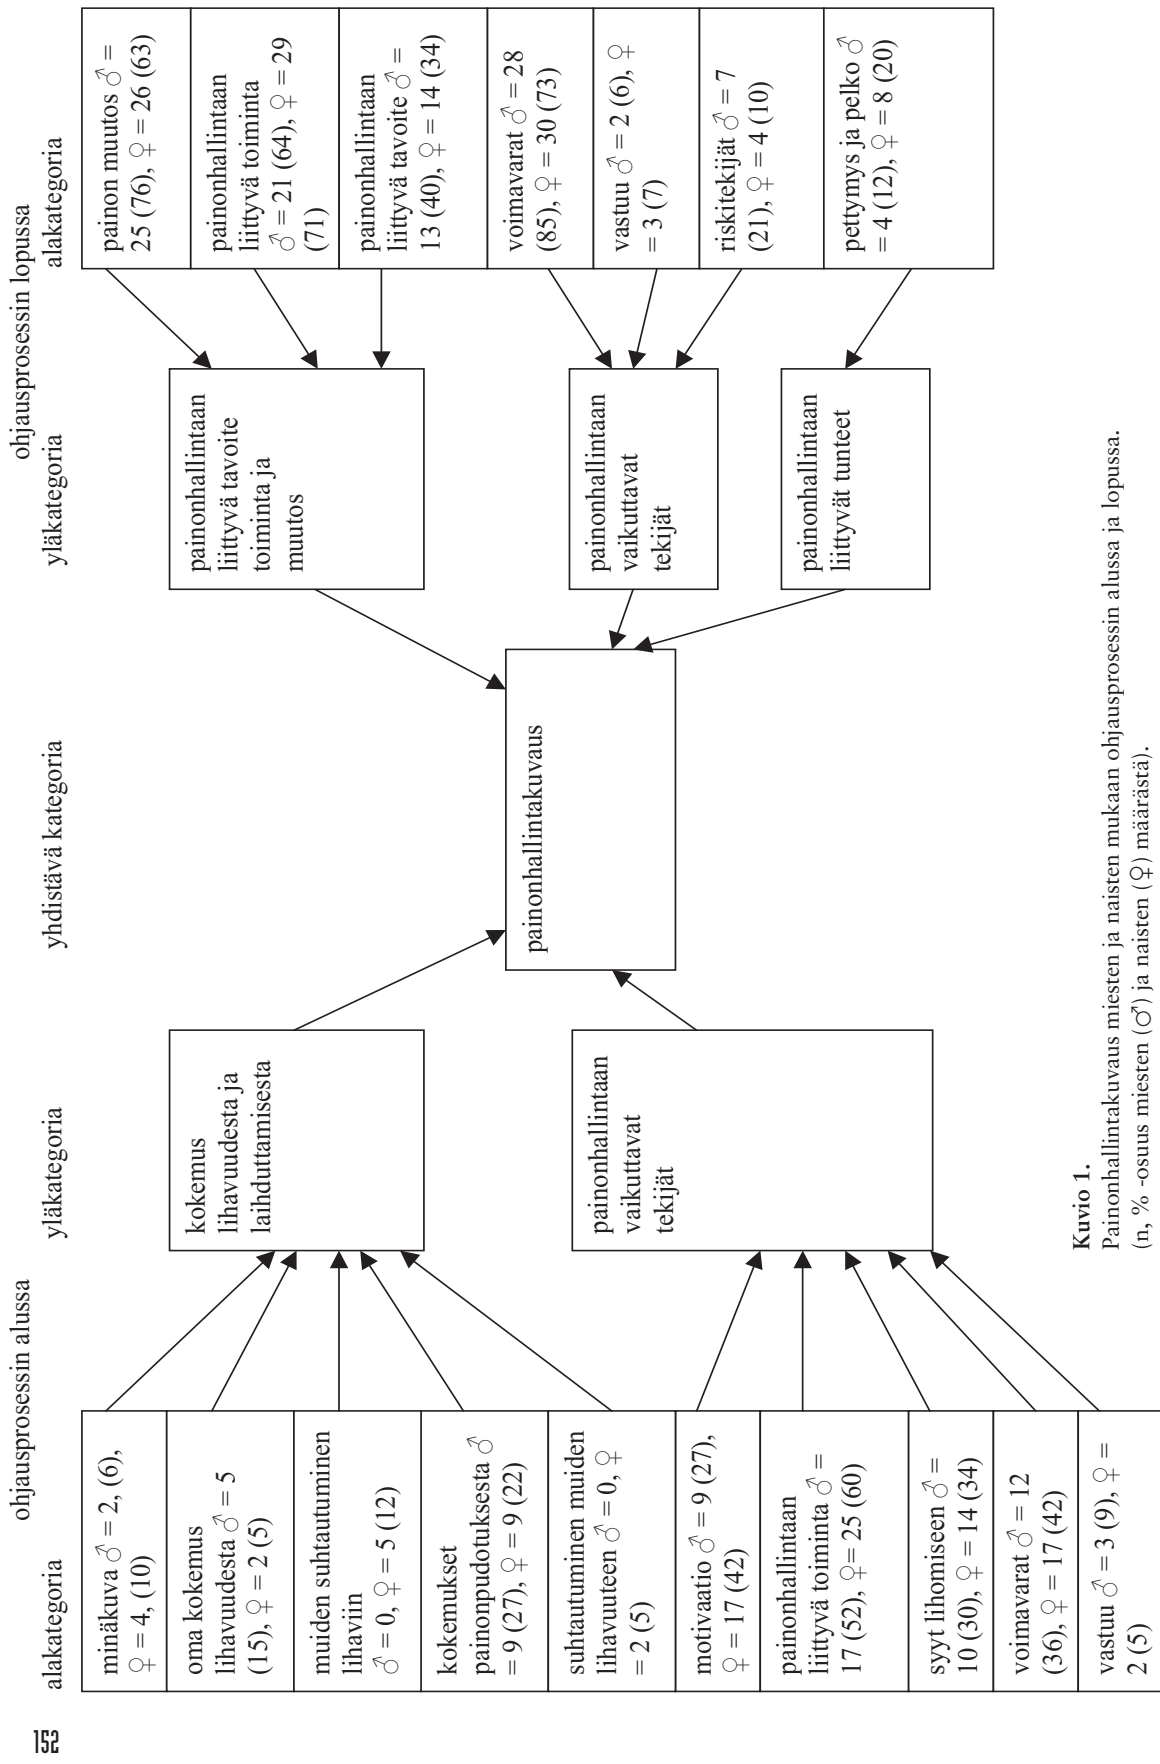 152
ohjausprosessin alussa
alakategoria
minäkuva ♂ = 2, (6),
♀ = 4, (10)
oma kokemus
lihavuudesta ♂ = 5
(15), ♀ = 2 (5)
muiden suhtautuminen
lihaviin
♂ = 0, ♀ = 5 (12)
kokemukset
painonpudotuksesta ♂
= 9 (27), ♀ = 9 (22)
suhtautuminen muiden
lihavuuteen ♂ = 0, ♀
= 2 (5)
motivaatio ♂ = 9 (27),
♀ = 17 (42)
painonhallintaan
liittyvä toiminta ♂ =
17 (52), ♀= 25 (60)
syyt lihomiseen ♂ =
10 (30), ♀ = 14 (34)
voimavarat ♂ = 12
(36), ♀ = 17 (42)
vastuu ♂ = 3 (9), ♀ =
2 (5)
yläkategoria
kokemus
lihavuudesta ja
laihduttamisesta
painonhallintaan
vaikuttavat
tekijät
yhdistävä kategoria
painonhallintakuvaus
ohjausprosessin lopussa
yläkategoria
painonhallintaan
liittyvä tavoite
toiminta ja
muutos
painonhallintaan
vaikuttavat
tekijät
painonhallintaan
liittyvät tunteet
alakategoria
painon muutos ♂ =
25 (76), ♀ = 26 (63)
painonhallintaan
liittyvä toiminta
♂ = 21 (64), ♀ = 29
(71)
painonhallintaan
liittyvä tavoite ♂ =
13 (40), ♀ = 14 (34)
voimavarat ♂ = 28
(85), ♀ = 30 (73)
vastuu ♂ = 2 (6), ♀
= 3 (7)
riskitekijät ♂ = 7
(21), ♀ = 4 (10)
pettymys ja pelko ♂
= 4 (12), ♀ = 8 (20)
Kuvio 1.
Painonhallintakuvaus miesten ja naisten mukaan ohjausprosessin alussa ja lopussa.
(n, % -osuus miesten (♂) ja naisten (♀) määrästä).